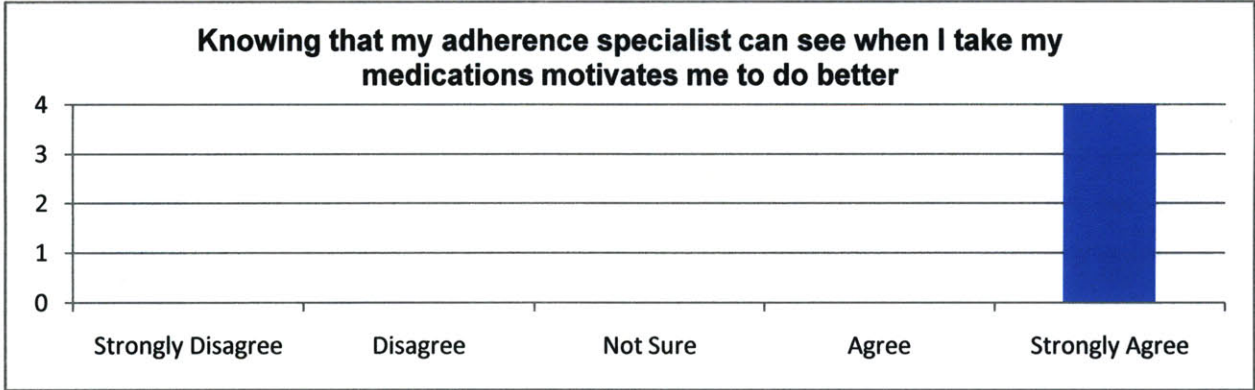 Knowing that my adherence specialist can see when I take my
medications motivates me to do better
4
3
2
1
0
Strongly Disagree Disagree Not Sure Agree Strongly Agree